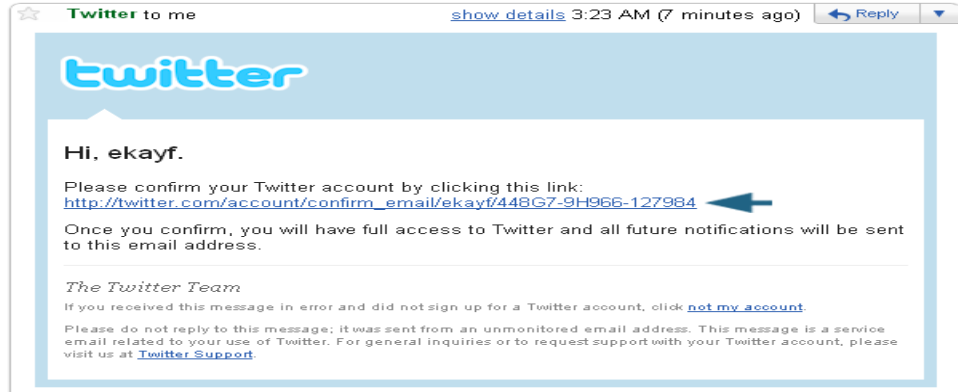 Twitter to me show details 3:23 AM (7 minutes ago) Reply
twitter
Hi, ekayf.
Please confirm your Twitter account by clicking this link:
http://twitter.com/account/confirm_email/ekayf/448G7-9H966-127984
Once you confirm, you will have full access to Twitter and all future notifications will be sent
to this email address.
The Twitter Team
If you received this message in error and did not sign up for a Twitter account, click not my account.
Please do not reply to this message; it was sent from an unmonitored email address. This message is a service
email related to your use of Twitter. For general inquiries or to request support with your Twitter account, please
visit us at Twitter Support.